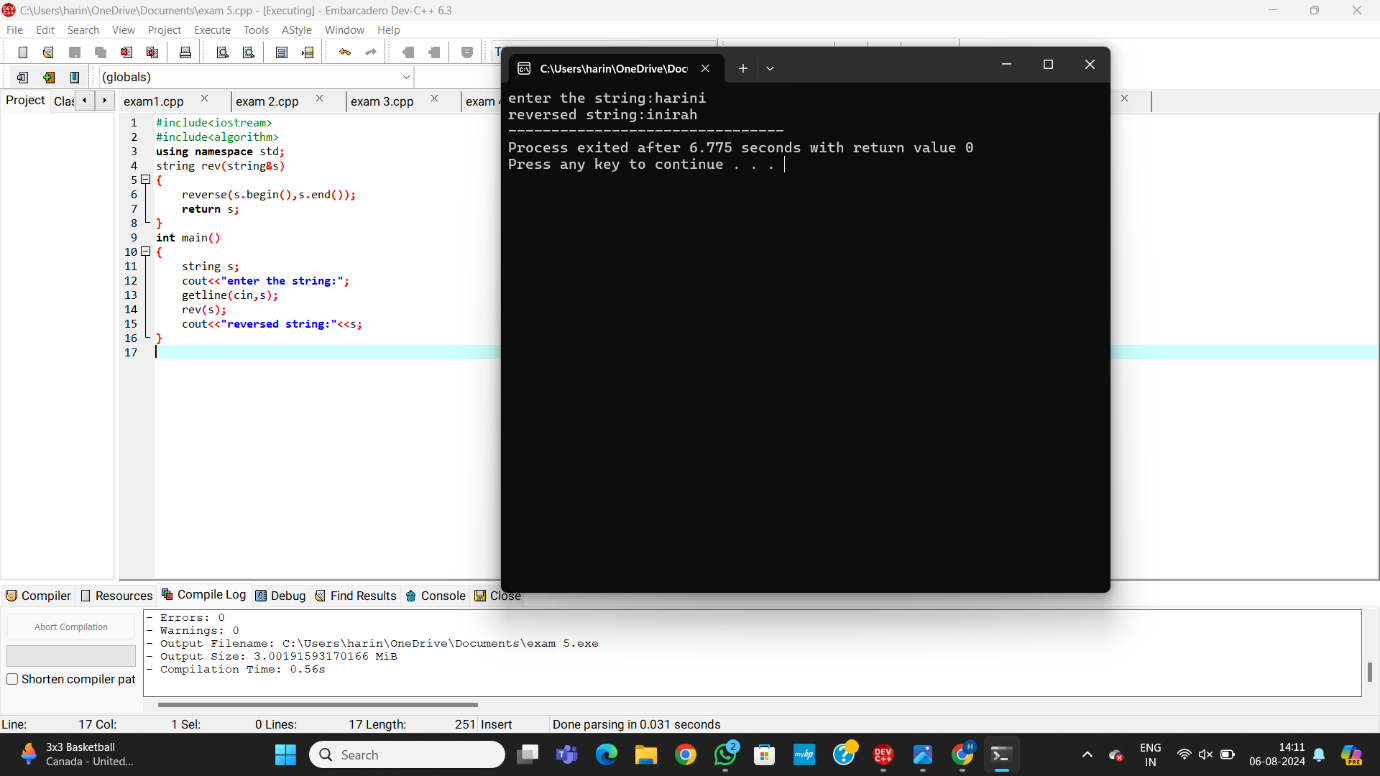 C:\Users\harin\OneDrive\Documents\exam 5.cpp - [Executing] - Embarcadero Dev-C++ 6.3
File Edit Search View Project Execute Tools AStyle Window Help
(globals)
Project Clas exam1.cpp exam 2.cpp exam 3.cpp exam
1 #include<iostream>
2 #include<algorithm>
3 using namespace std;
4 string rev(string&s)
5 {
6 reverse(s.begin(),s.end());
7 return s;
8 }
9 int main()
10 {
11 string s;
12 cout<<"enter the string:";
13 getline(cin,s);
14 rev(s);
15 cout<<"reversed string:"<<s;
16 }
17
C:\Users\harin\OneDrive\Doc
enter the string:harini
reversed string:inirah
--------------------------------
Process exited after 6.775 seconds with return value 0
Press any key to continue . . .
Compiler Resources Compile Log Debug Find Results Console Close
Abort Compilation
Shorten compiler pat
- Errors: 0
- Warnings: 0
- Output Filename: C:\Users\harin\OneDrive\Documents\exam 5.exe
- Output Size: 3.00191593170166 MiB
- Compilation Time: 0.56s
Line: 17 Col: 1 Sel: 0 Lines: 17 Length: 251 Insert Done parsing in 0.031 seconds
3x3 Basketball
Canada - United...
Search
2
mvhp
DEV C++
H
ENG
IN
14:11
06-08-2024
PRE